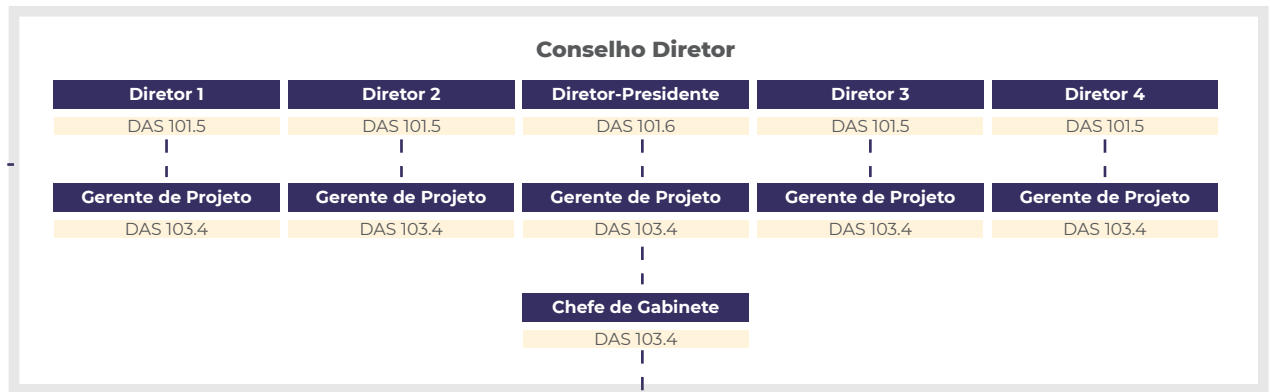 Conselho Diretor
Diretor 1 Diretor 2 Diretor-Presidente Diretor 3 Diretor 4
DAS 101.5 DAS 101.5 DAS 101.6 DAS 101.5 DAS 101.5
Gerente de Projeto Gerente de Projeto Gerente de Projeto Gerente de Projeto Gerente de Projeto
DAS 103.4 DAS 103.4 DAS 103.4 DAS 103.4 DAS 103.4
Chefe de Gabinete
DAS 103.4